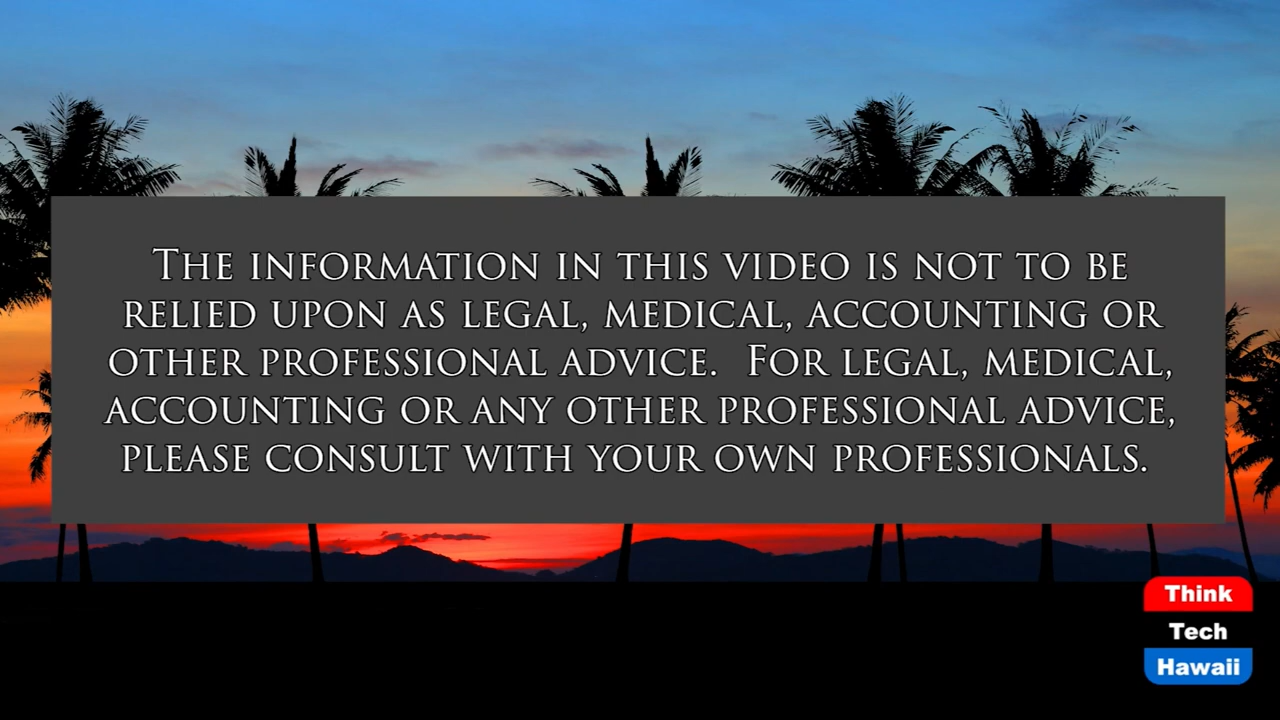 The information in this video is not to be
relied upon as legal, medical, accounting or
other professional advice.  For legal, medical,
accounting or any other professional advice,
please consult with your own professionals.
Think
Tech
Hawaii